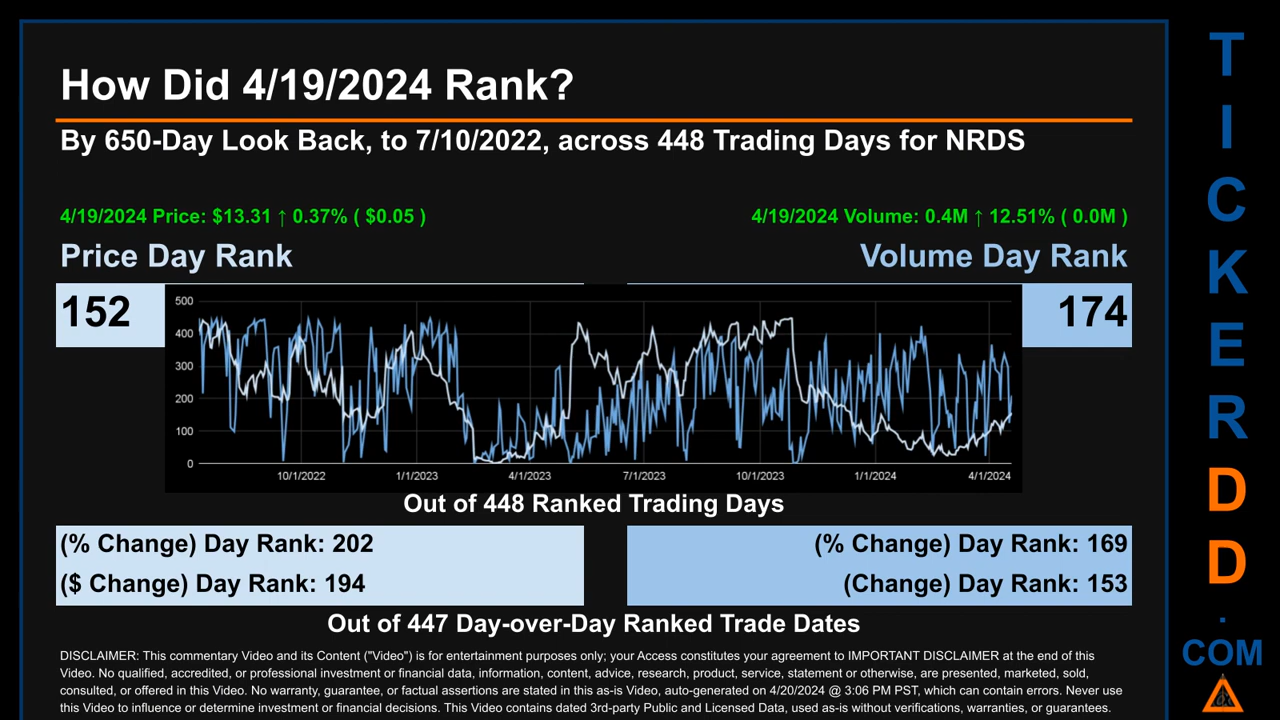 How Did 4/19/2024 Rank?
By 650-Day Look Back, to 7/10/2022, across 448 Trading Days for NRDS
4/19/2024 Price: $13.31 ↑ 0.37% ( $0.05 )
4/19/2024 Volume: 0.4M ↑ 12.51% ( 0.0M )
Price Day Rank
Volume Day Rank
152
174
500
400
300
200
100
0
10/1/2022
1/1/2023
4/1/2023
7/1/2023
10/1/2023
1/1/2024
4/1/2024
Out of 448 Ranked Trading Days
(% Change) Day Rank: 202
($ Change) Day Rank: 194
(% Change) Day Rank: 169
(Change) Day Rank: 153
Out of 447 Day-over-Day Ranked Trade Dates
DISCLAIMER: This commentary Video and its Content ("Video") is for entertainment purposes only; your Access constitutes your agreement to IMPORTANT DISCLAIMER at the end of this
Video. No qualified, accredited, or professional investment or financial data, information, content, advice, research, product, service, statement or otherwise, are presented, marketed, sold,
consulted, or offered in this Video. No warranty, guarantee, or factual assertions are stated in this as-is Video, auto-generated on 4/20/2024 @ 3:06 PM PST, which can contain errors. Never use
this Video to influence or determine investment or financial decisions. This Video contains dated 3rd-party Public and Licensed Data, used as-is without verifications, warranties, or guarantees.
T
I
C
K
E
R
D
D
.
COM